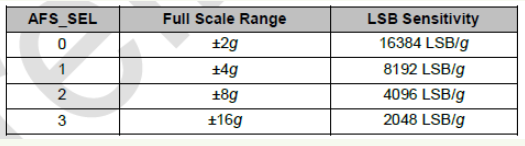 AFS_SEL Full Scale Range LSB Sensitivity
0 ±2g 16384 LSB/g
1 ±4g 8192 LSB/g
2 ±8g 4096 LSB/g
3 ±16g 2048 LSB/g